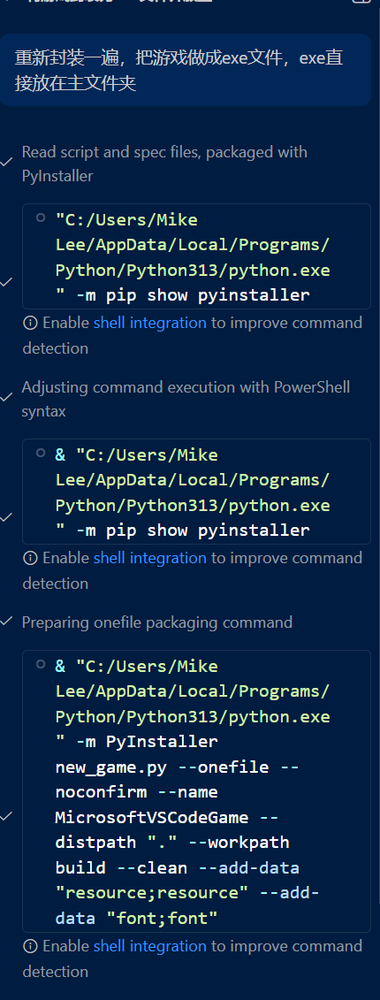 重新封装一遍，把游戏做成exe文件，exe直
接放在主文件夹
Read script and spec files, packaged with
PyInstaller
"C:/Users/Mike
Lee/AppData/Local/Programs/
Python/Python313/python.exe
" -m pip show pyinstaller
Enable shell integration to improve command
detection
Adjusting command execution with PowerShell
syntax
& "C:/Users/Mike
Lee/AppData/Local/Programs/
Python/Python313/python.exe
" -m pip show pyinstaller
Enable shell integration to improve command
detection
Preparing onefile packaging command
& "C:/Users/Mike
Lee/AppData/Local/Programs/
Python/Python313/python.exe
" -m PyInstaller
new_game.py --onefile --
noconfirm --name
MicrosoftVSCodeGame --
distpath "." --workpath
build --clean --add-data
"resource;resource" --add-
data "font;font"
Enable shell integration to improve command
detection